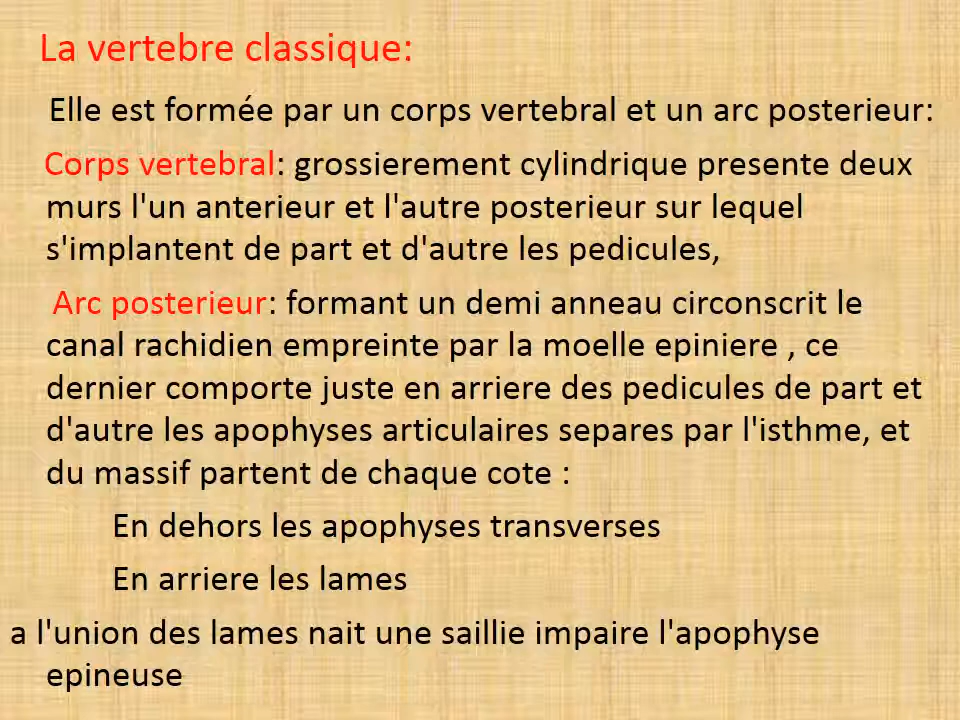 La vertebre classique:
Elle est formée par un corps vertebral et un arc posterieur:
Corps vertebral: grossierement cylindrique presente deux
murs l'un anterieur et l'autre posterieur sur lequel
s'implantent de part et d'autre les pedicules,
Arc posterieur: formant un demi anneau circonscrit le
canal rachidien empreinte par la moelle epiniere , ce
dernier comporte juste en arriere des pedicules de part et
d'autre les apophyses articulaires separes par l'isthme, et
du massif partent de chaque cote :
En dehors les apophyses transverses
En arriere les lames
a l'union des lames nait une saillie impaire l'apophyse
epineuse